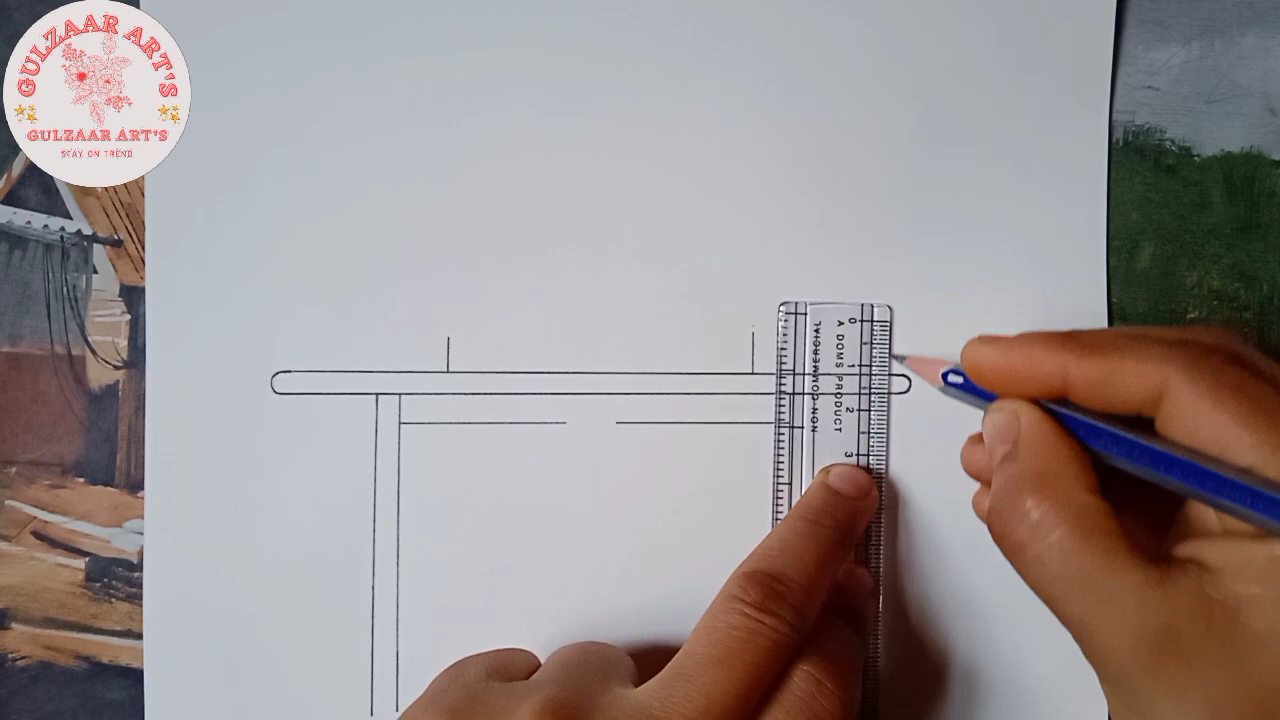 GULZAAR ART'S
GULZAAR ART'S
STAY ON TREND
0
1
2
3
A DOMS PRODUCT
NON-COMMERCIAL